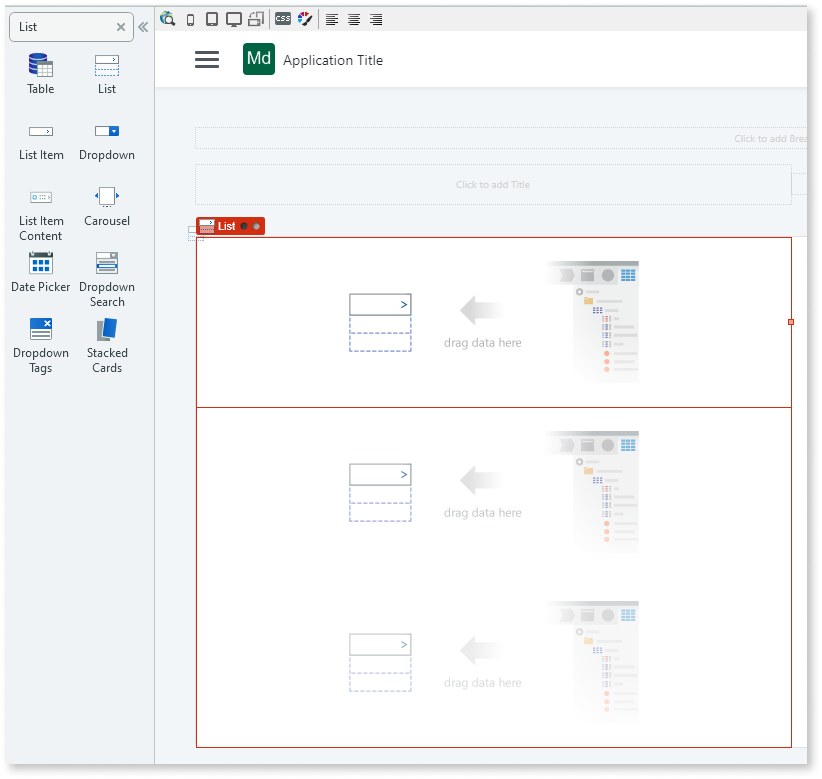 List
CSS
Md
Application Title
Table
List
List Item
Dropdown
List Item
Content
Carousel
Date Picker
Dropdown
Search
Dropdown
Tags
Stacked
Cards
Click to add Brea
Click to add Title
List
drag data here
drag data here
drag data here